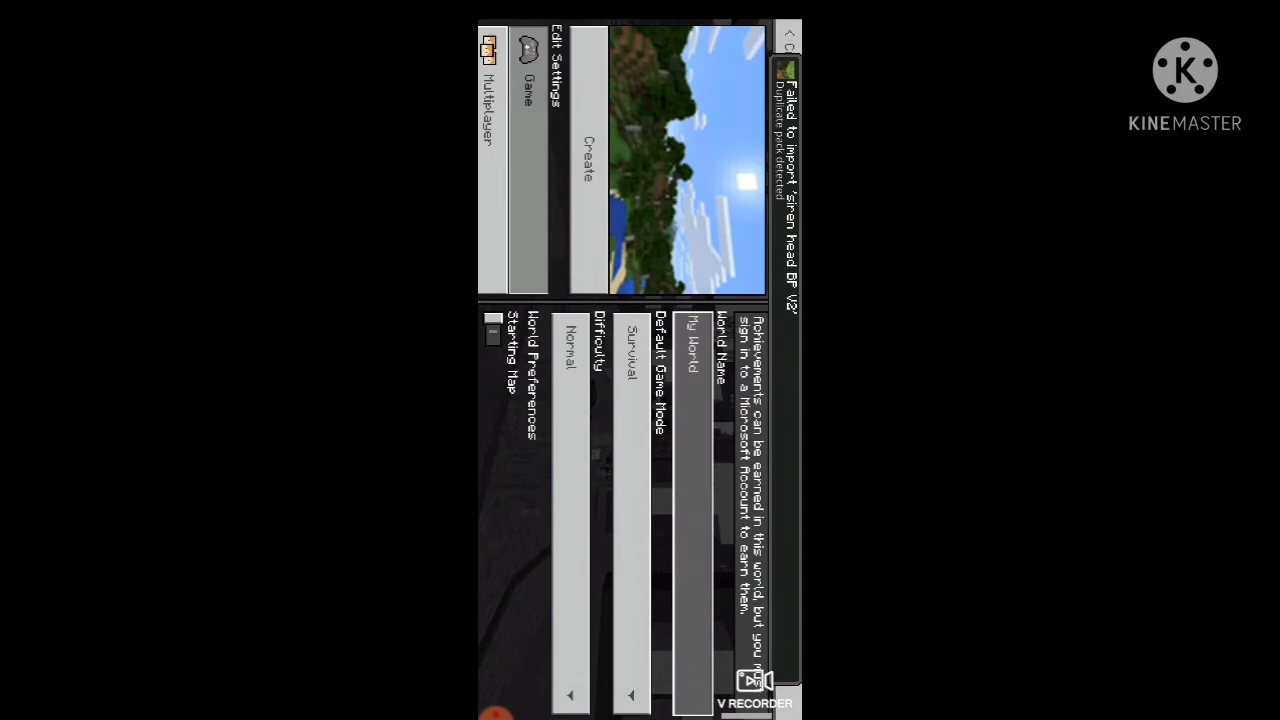 < C
Failed to import 'siren head BP V2'
Duplicate pack detected
Create
Edit Settings
Game
Multiplayer
Achievements can be earned in this world, but you mus
sign in to a Microsoft Account to earn them.
World Name
My World
Default Game Mode
Survival
Difficulty
Normal
World Preferences
Starting Map
K
KINEMASTER
V RECORDER